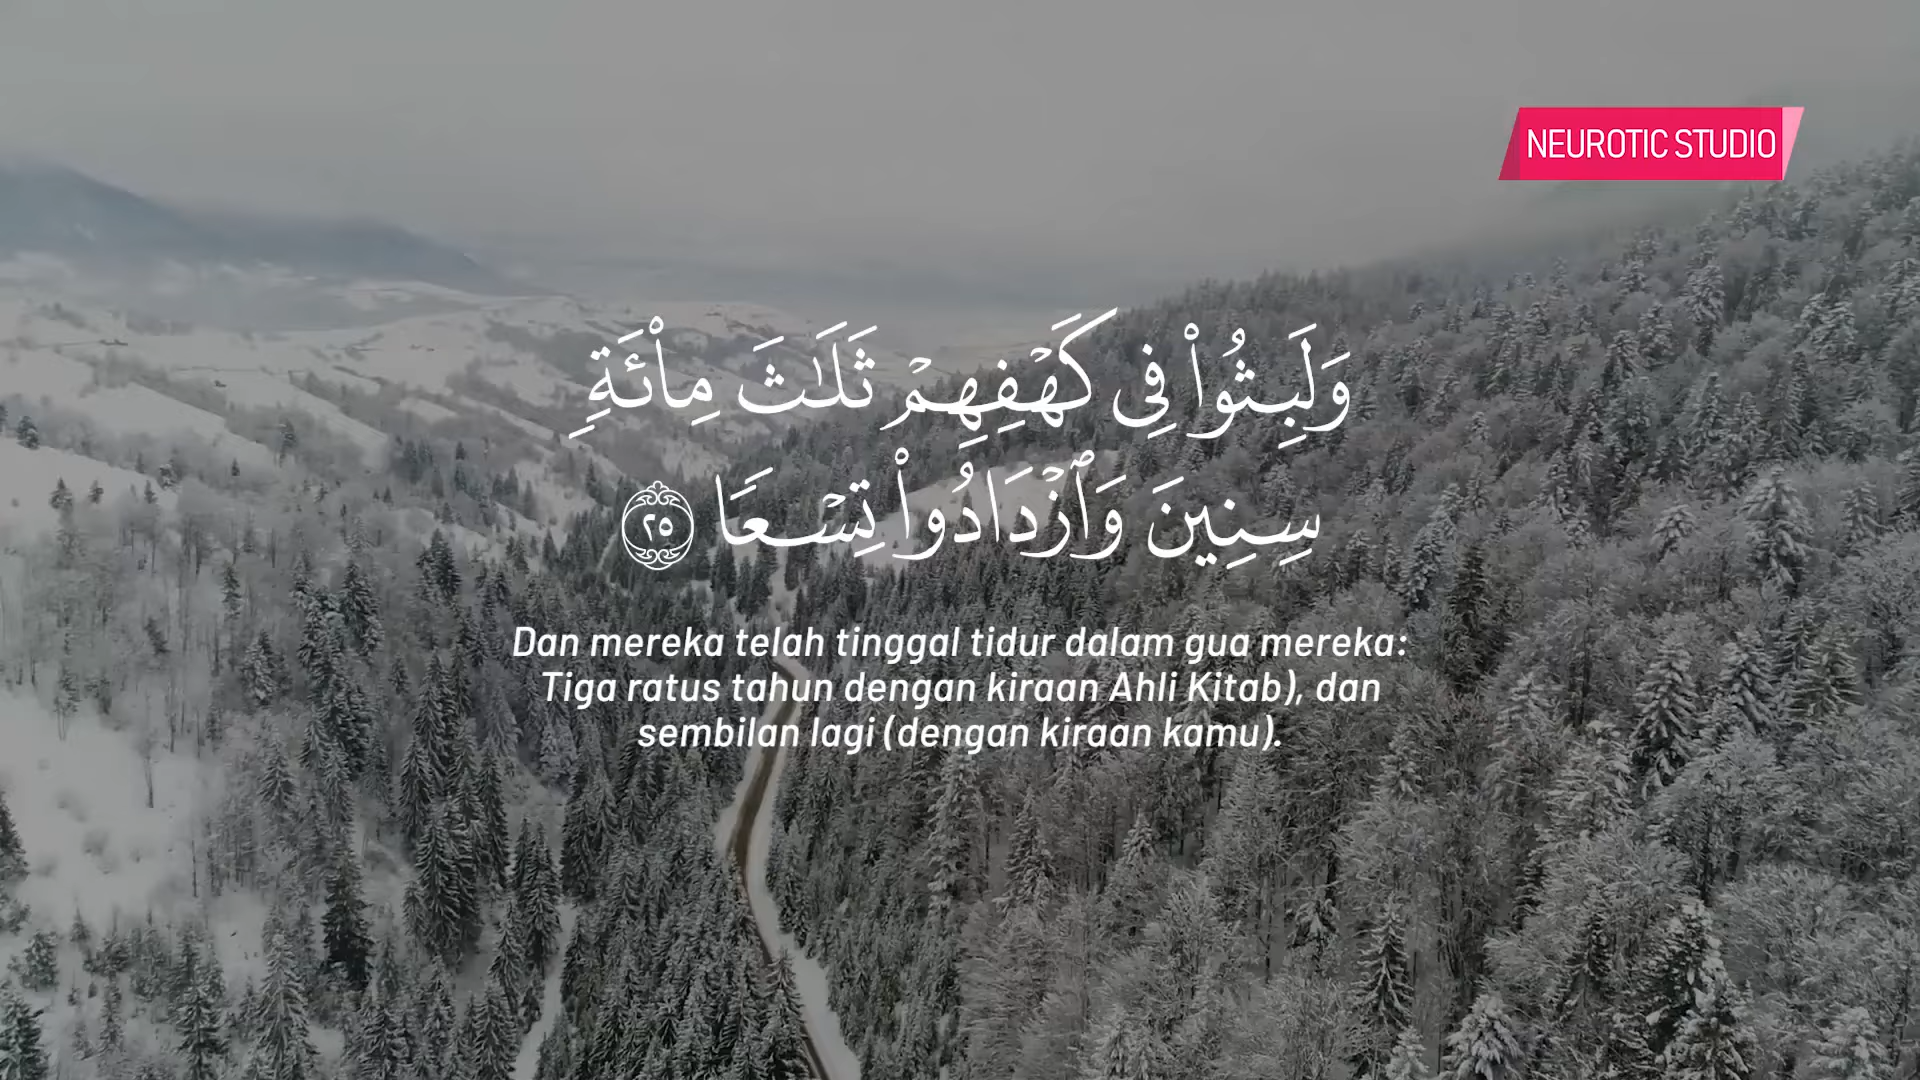 NEUROTIC STUDIO
وَلَبِثُوا۟ فِى كَهْفِهِمْ ثَلَـٰثَ مِا۟ئَةٍۢ
سِنِينَ وَٱزْدَادُوا۟ تِسْعًا ٢٥
Dan mereka telah tinggal tidur dalam gua mereka:
Tiga ratus tahun dengan kiraan Ahli Kitab), dan
sembilan lagi (dengan kiraan kamu).